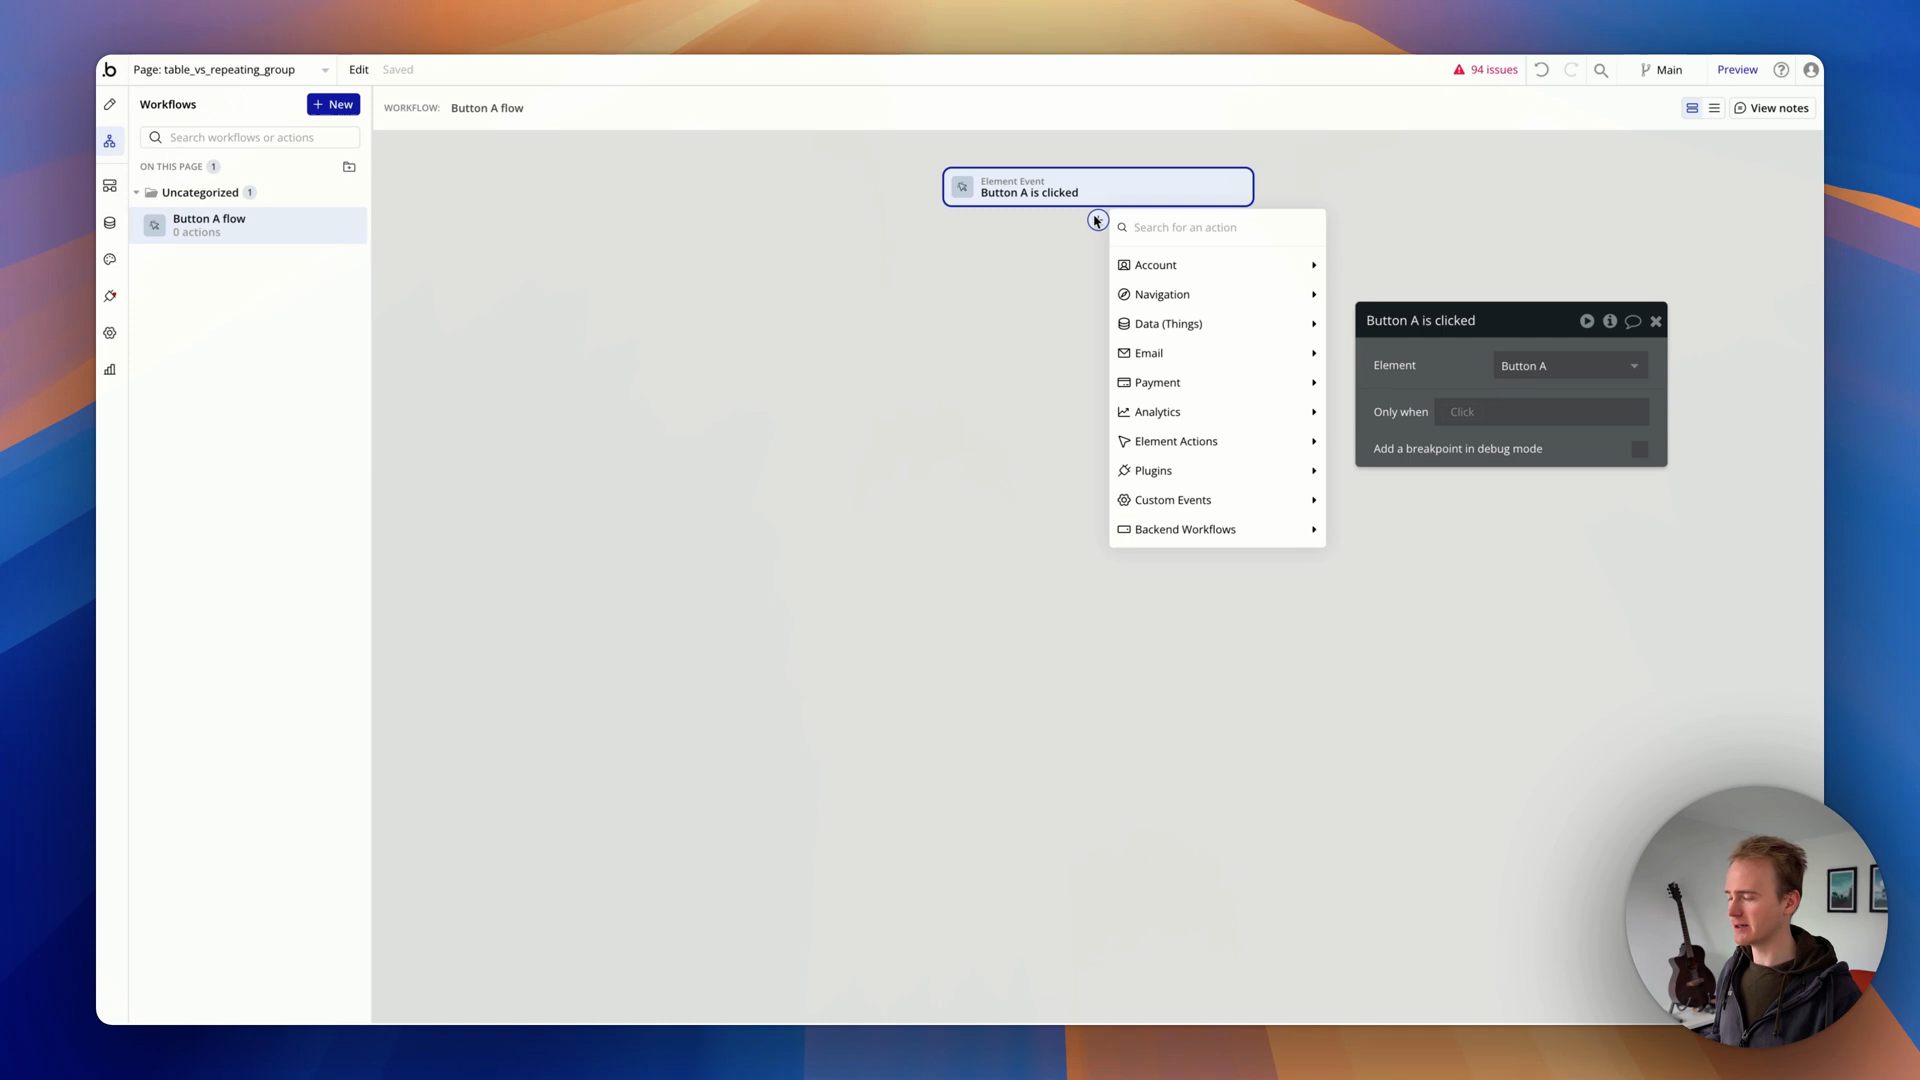 .b
Page: table_vs_repeating_group
Edit
Saved
94 issues
Main
Preview
Workflows
+ New
Search workflows or actions
ON THIS PAGE 1
Uncategorized 1
Button A flow
0 actions
WORKFLOW: Button A flow
View notes
Element Event
Button A is clicked
Search for an action
Account
Navigation
Data (Things)
Email
Payment
Analytics
Element Actions
Plugins
Custom Events
Backend Workflows
Button A is clicked
Element
Button A
Only when
Click
Add a breakpoint in debug mode